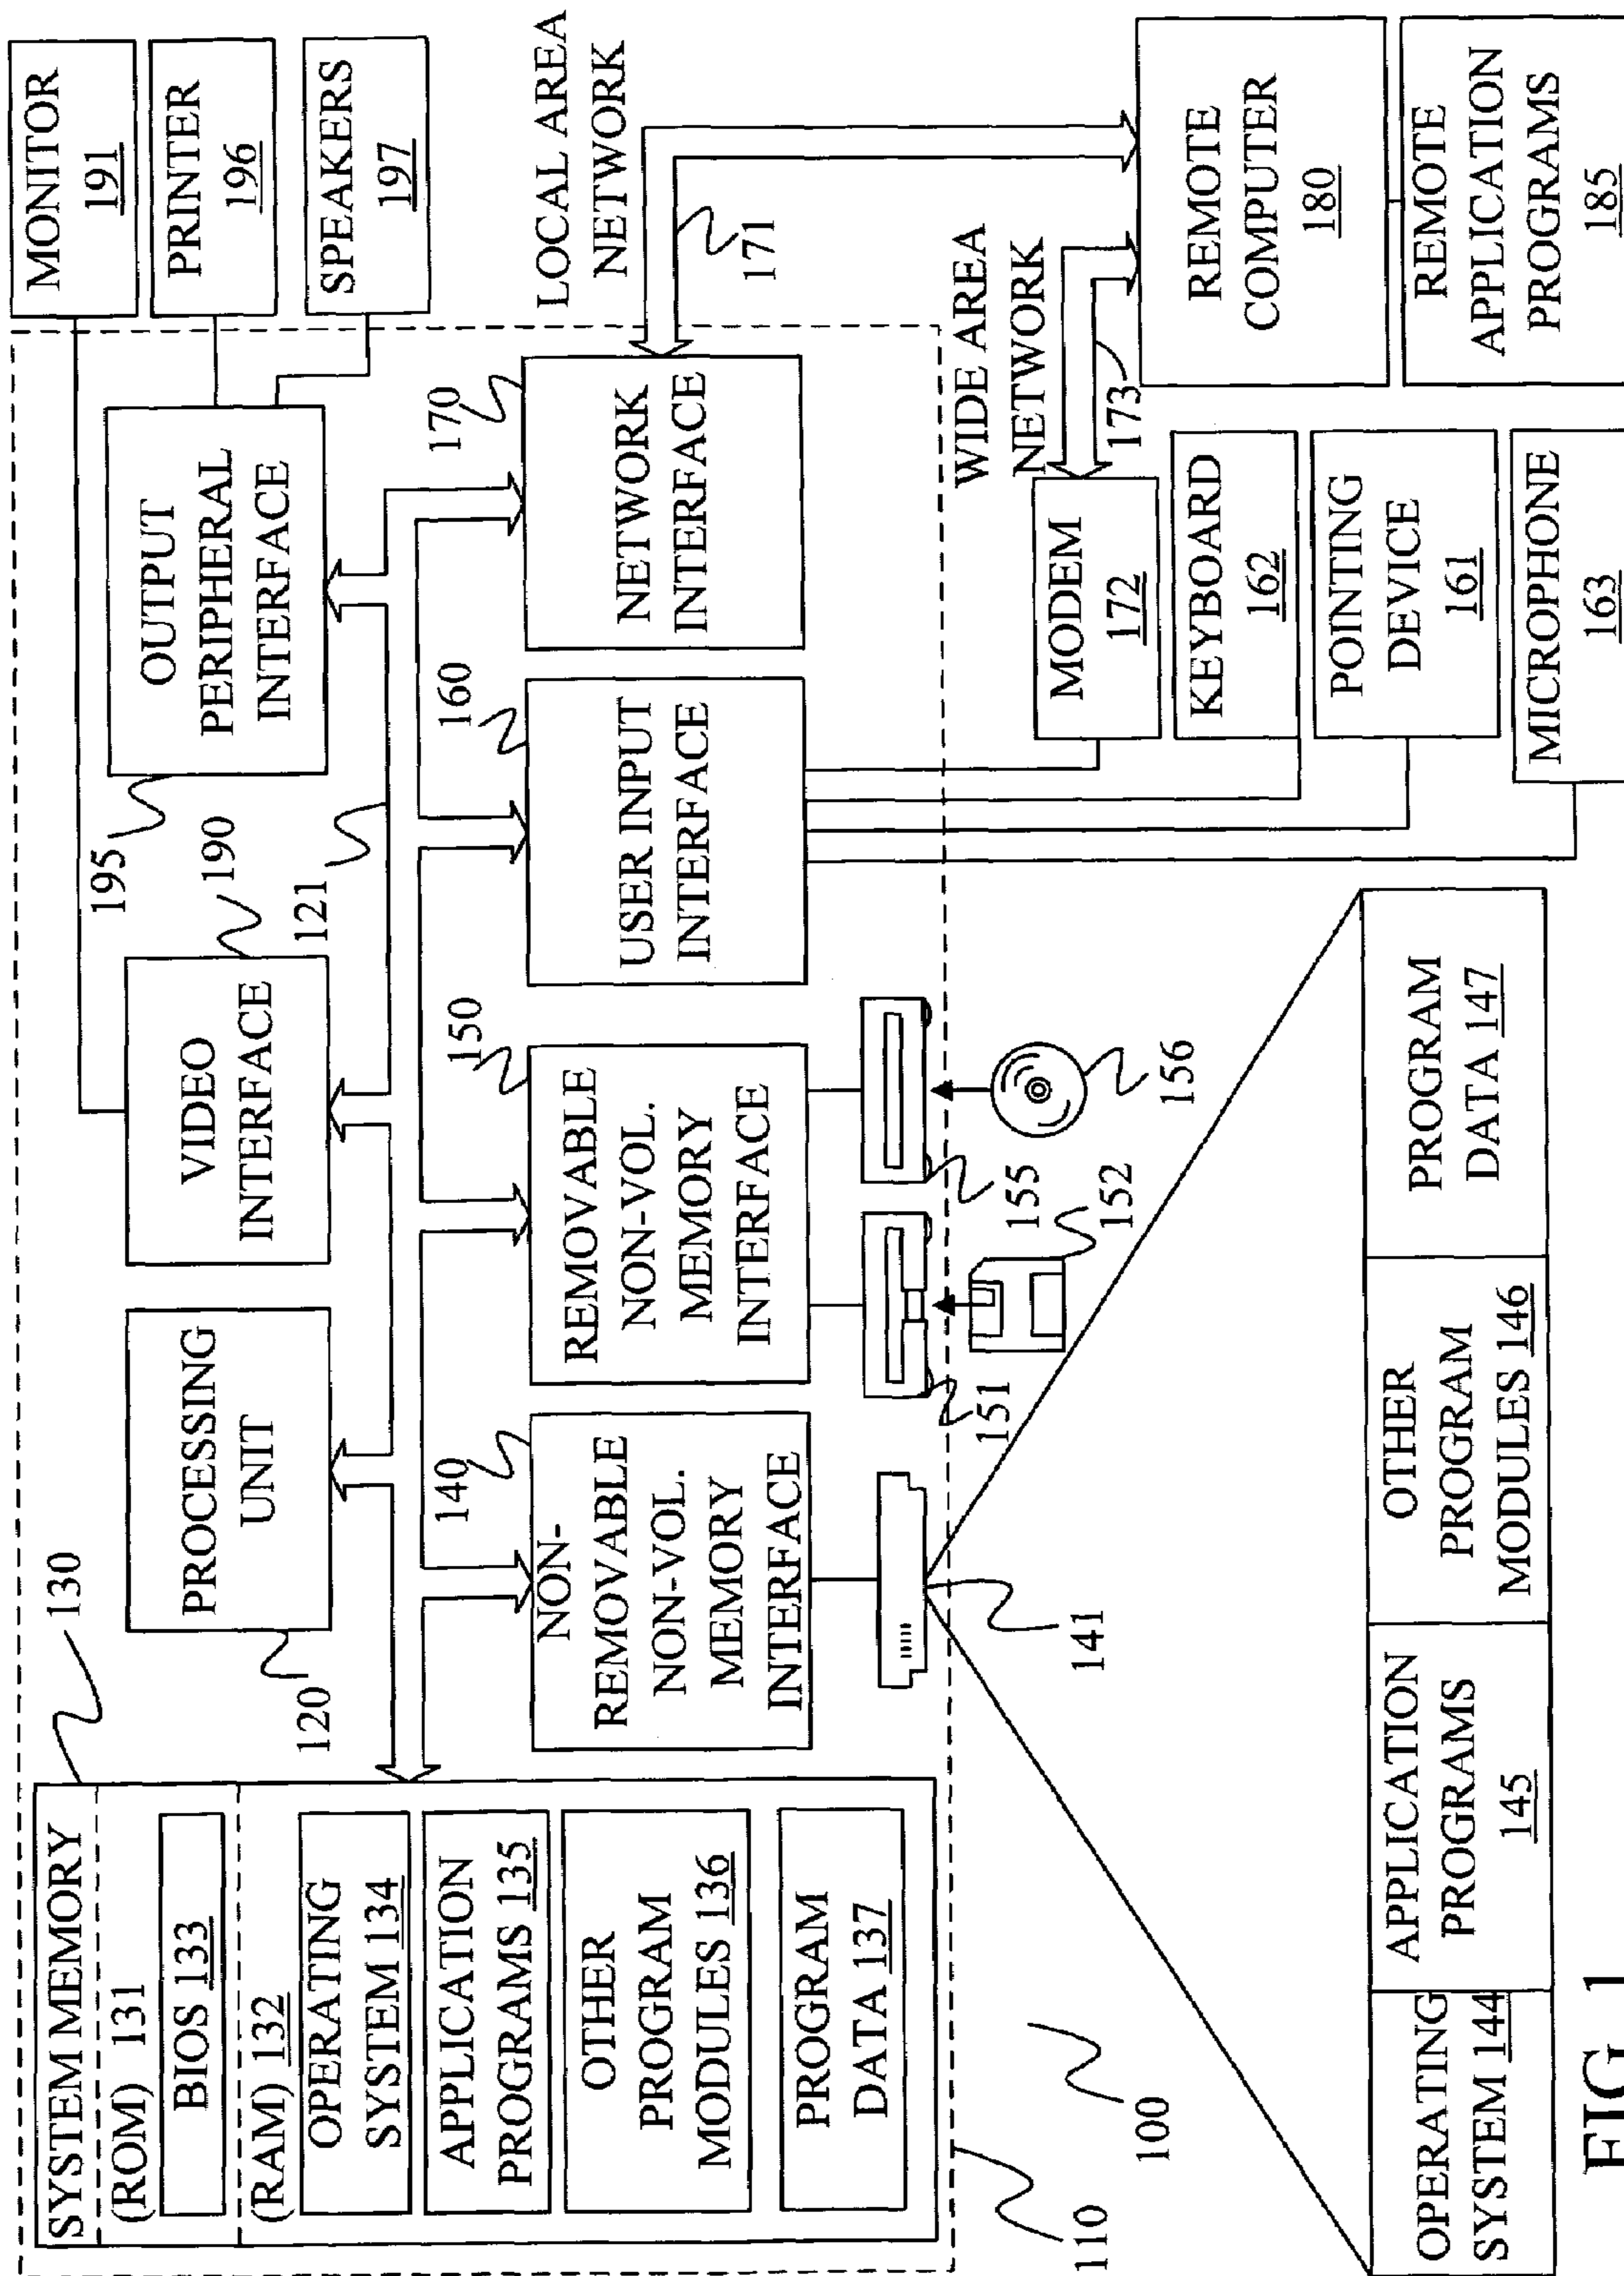 SYSTEM MEMORY
(ROM) 131
BIOS 133
(RAM) 132
OPERATING
SYSTEM 134
APPLICATION
PROGRAMS 135
OTHER
PROGRAM
MODULES 136
PROGRAM
DATA 137
130
PROCESSING
UNIT
120
VIDEO
INTERFACE
190
121
OUTPUT
PERIPHERAL
INTERFACE
195
MONITOR
191
PRINTER
196
SPEAKERS
197
NON-
REMOVABLE
NON-VOL.
MEMORY
INTERFACE
140
REMOVABLE
NON-VOL.
MEMORY
INTERFACE
150
USER INPUT
INTERFACE
160
NETWORK
INTERFACE
170
LOCAL AREA
NETWORK
171
141
151
152
155
156
WIDE AREA
NETWORK
173
MODEM
172
KEYBOARD
162
POINTING
DEVICE
161
MICROPHONE
163
REMOTE
COMPUTER
180
REMOTE
APPLICATION
PROGRAMS
185
110
100
OPERATING
SYSTEM 144
APPLICATION
PROGRAMS
145
OTHER
PROGRAM
MODULES 146
PROGRAM
DATA 147
FIG. 1